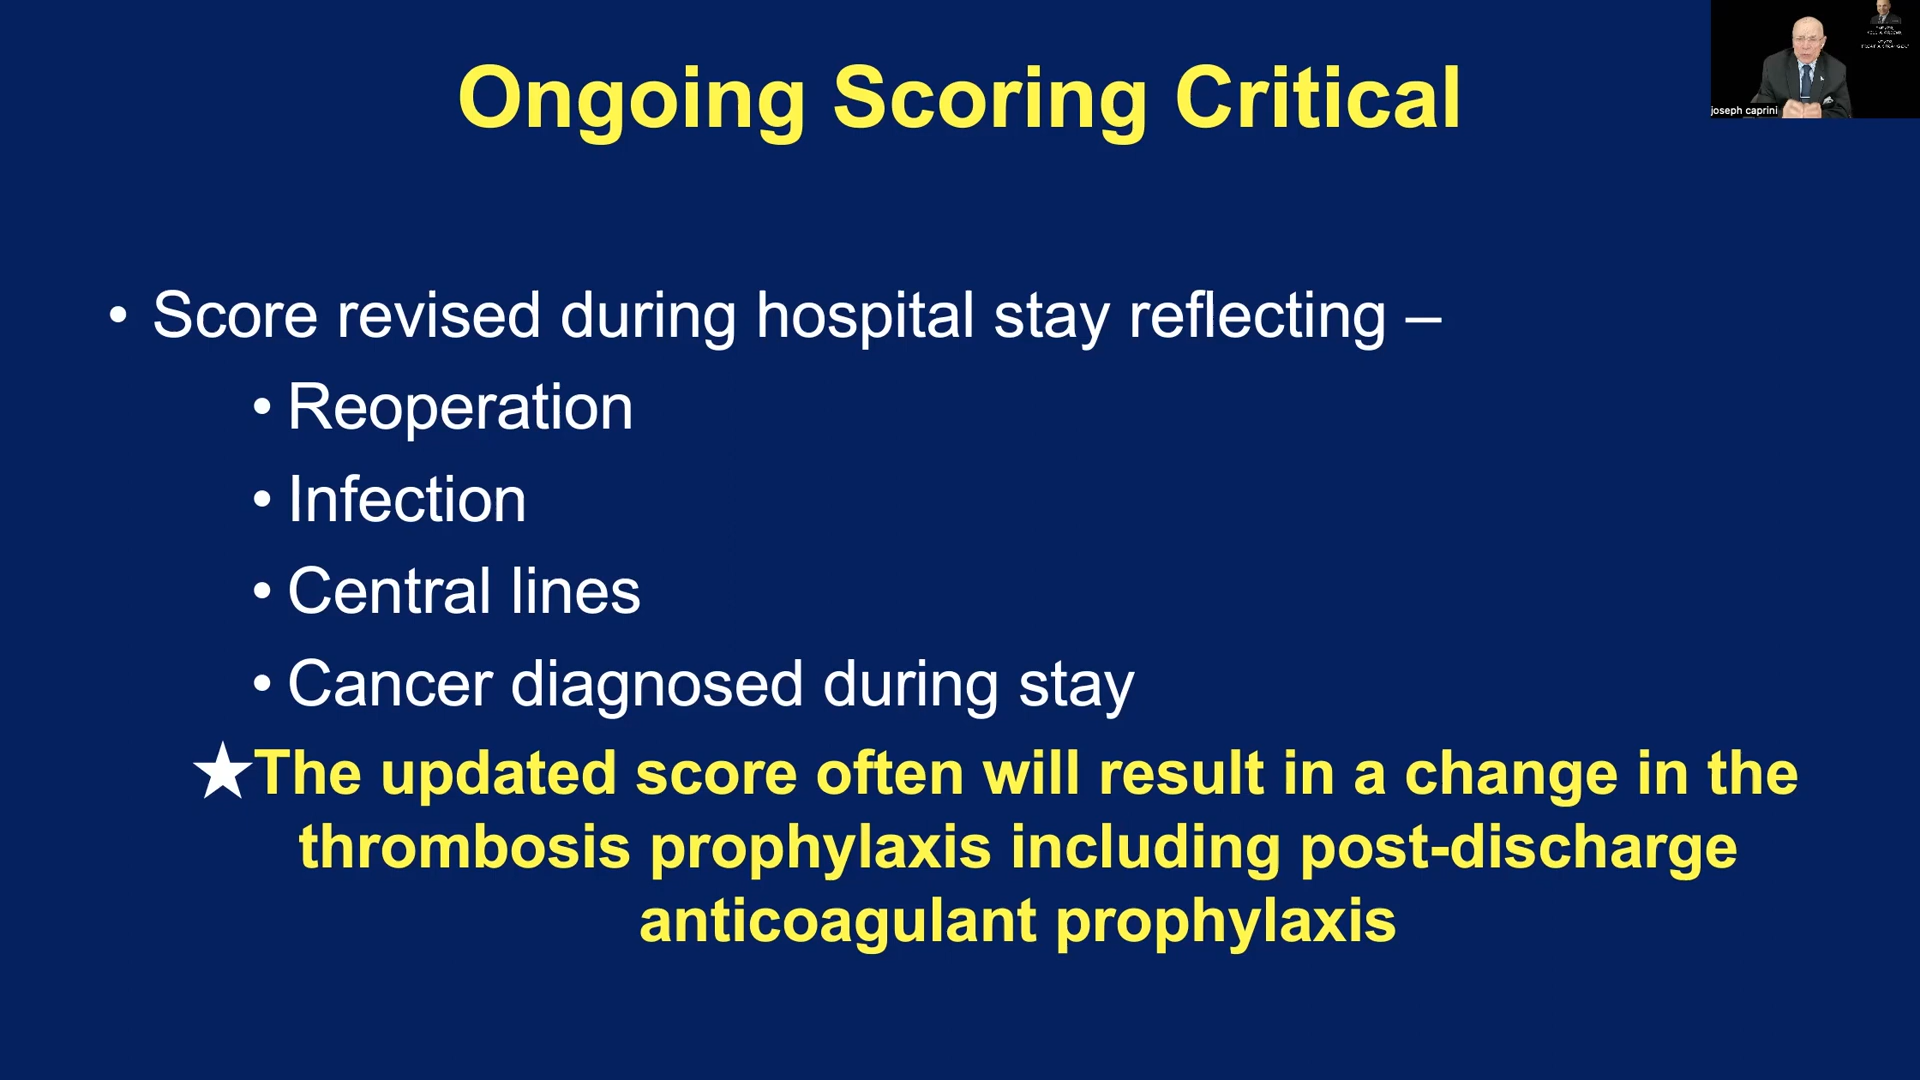 Ongoing Scoring Critical
joseph caprini
• Score revised during hospital stay reflecting –
• Reoperation
• Infection
• Central lines
• Cancer diagnosed during stay
★The updated score often will result in a change in the
thrombosis prophylaxis including post-discharge
anticoagulant prophylaxis